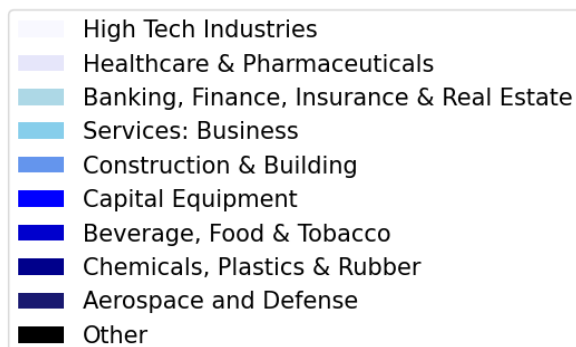 High Tech Industries
Healthcare & Pharmaceuticals
Banking, Finance, Insurance & Real Estate
Services: Business
Construction & Building
Capital Equipment
Beverage, Food & Tobacco
Chemicals, Plastics & Rubber
Aerospace and Defense
Other